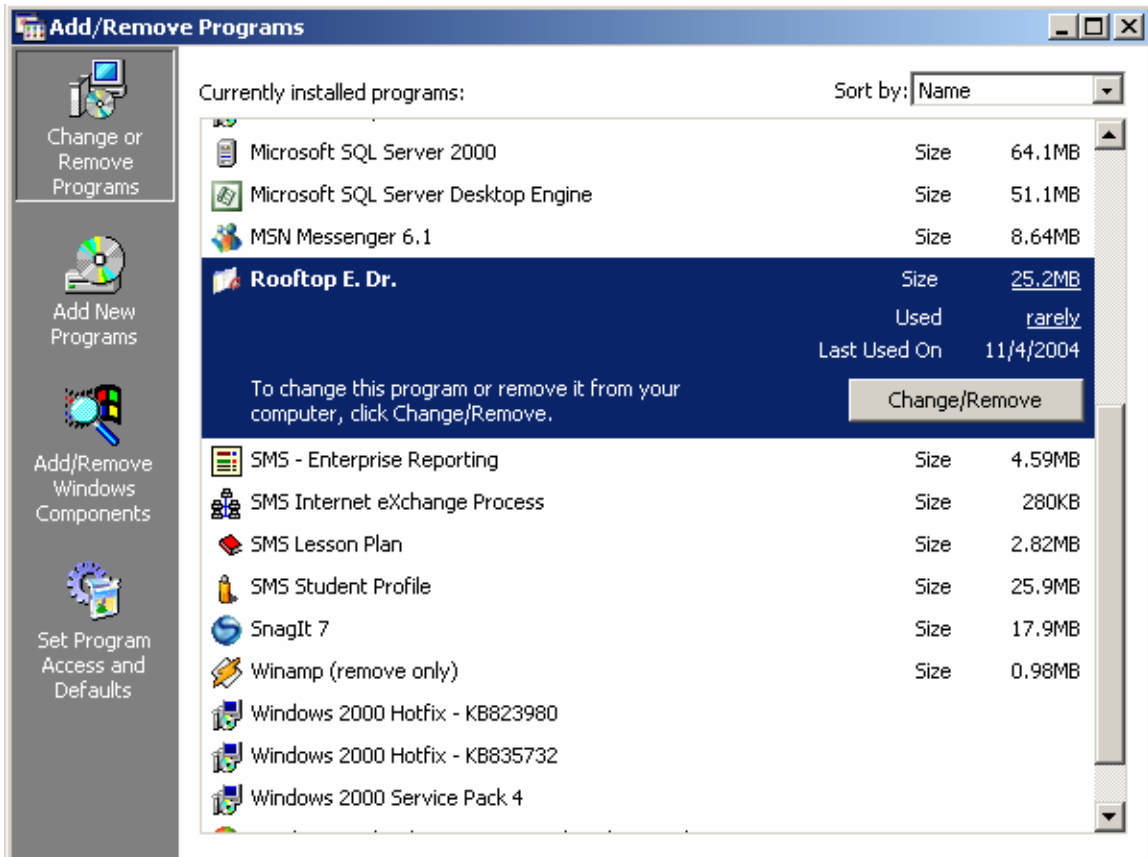 Add/Remove Programs
Change or
Remove
Programs
Add New
Programs
Add/Remove
Windows
Components
Set Program
Access and
Defaults
Currently installed programs:
Sort by: Name
Microsoft SQL Server 2000 Size 64.1MB
Microsoft SQL Server Desktop Engine Size 51.1MB
MSN Messenger 6.1 Size 8.64MB
Rooftop E. Dr. Size 25.2MB
Used rarely
Last Used On 11/4/2004
To change this program or remove it from your
computer, click Change/Remove.
Change/Remove
SMS - Enterprise Reporting Size 4.59MB
SMS Internet eXchange Process Size 280KB
SMS Lesson Plan Size 2.82MB
SMS Student Profile Size 25.9MB
SnagIt 7 Size 17.9MB
Winamp (remove only) Size 0.98MB
Windows 2000 Hotfix - KB823980
Windows 2000 Hotfix - KB835732
Windows 2000 Service Pack 4